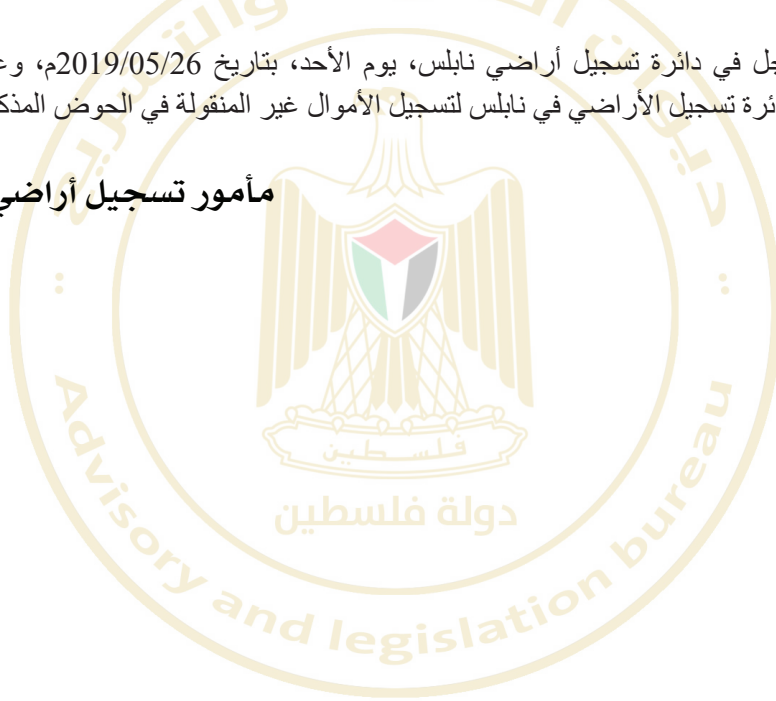 في دائرة تسجيل أراضي نابلس، يوم الأحد، بتاريخ 2019/05/26م،
تسجيل الأراضي في نابلس لتسجيل الأموال غير المنقولة في الحوض
مأمور تسجيل
فلسطين
دولة فلسطين
Advisory and legislation bureau